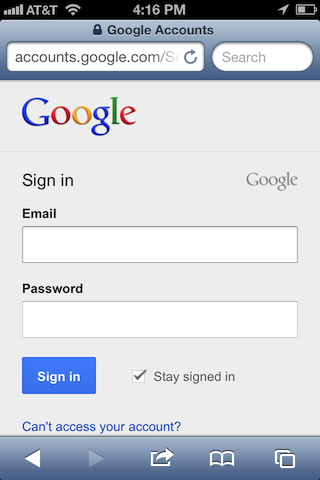 AT&T 4:16 PM
Google Accounts
accounts.google.com/Se Search
Google
Sign in Google
Email
Password
Sign in Stay signed in
Can't access your account?